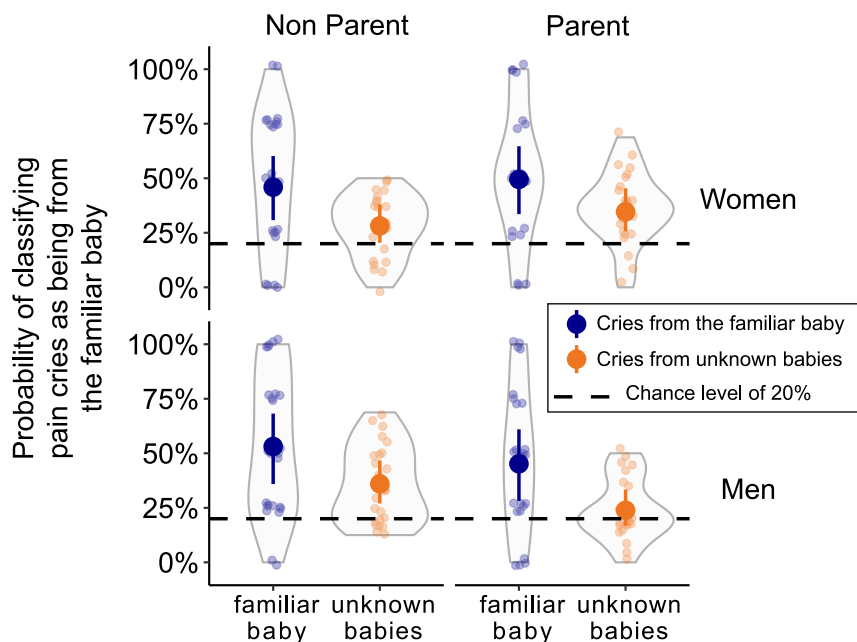 Non Parent
Parent
Probability of classifying
pain cries as being from
the familiar baby
100%
75%
50%
25%
0%
Women
100%
75%
50%
25%
0%
Men
Cries from the familiar baby
Cries from unknown babies
Chance level of 20%
familiar
baby
unknown
babies
familiar
baby
unknown
babies